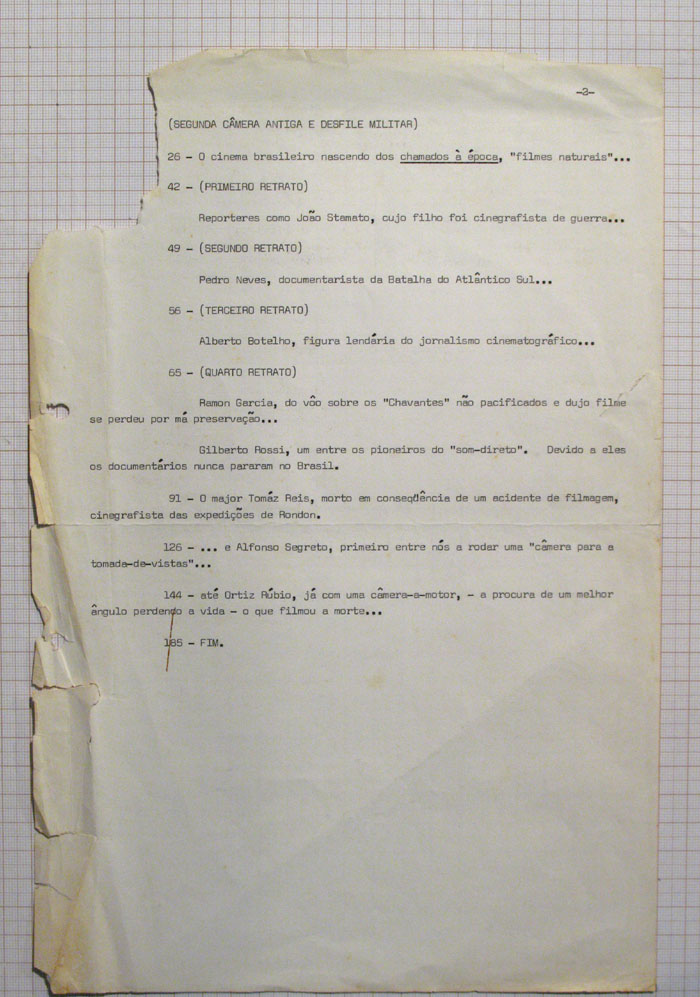 -2-
(SEGUNDA CÂMERA ANTIGA E DESFILE MILITAR)
26 - O cinema brasileiro nascendo dos chamados à época, "filmes naturais"...
42 - (PRIMEIRO RETRATO)
Reporteres como João Stamato, cujo filho foi cinegrafista de guerra...
49 - (SEGUNDO RETRATO)
Pedro Neves, documentarista da Batalha do Atlântico Sul...
56 - (TERCEIRO RETRATO)
Alberto Botelho, figura lendária do jornalismo cinematográfico...
65 - (QUARTO RETRATO)
Ramon Garcia, do vôo sobre os "Chavantes" não pacificados e dujo filme
se perdeu por má preservação...
Gilberto Rossi, um entre os pioneiros do "som-direto". Devido a eles
os documentários nunca pararam no Brasil.
91 - O major Tomáz Reis, morto em conseqüência de um acidente de filmagem,
cinegrafista das expedições de Rondon.
126 - ... e Alfonso Segreto, primeiro entre nós a rodar uma "câmera para a
tomada-de-vistas"...
144 - até Ortiz Rúbio, já com uma câmera-a-motor, - a procura de um melhor
ângulo perdendo a vida - o que filmou a morte...
185 - FIM.